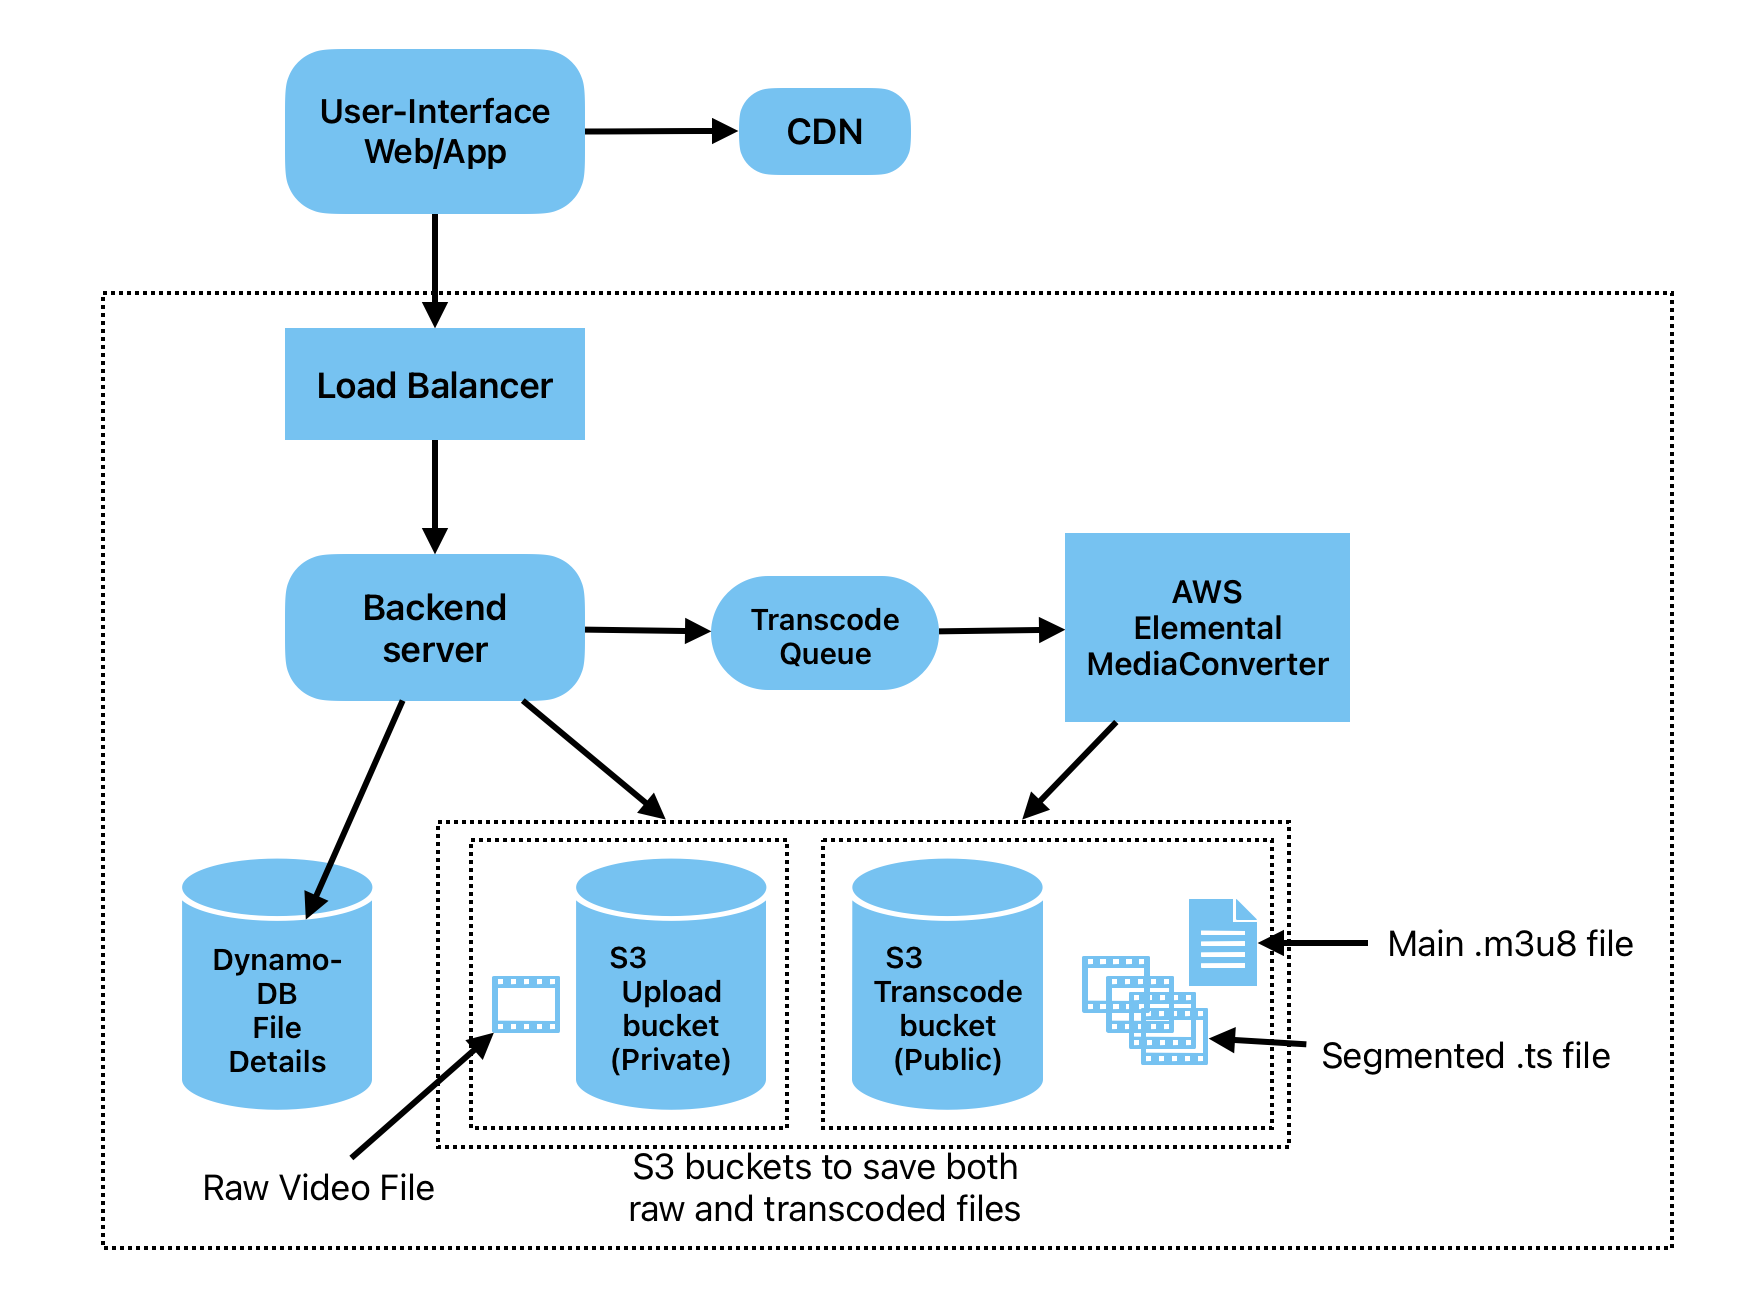 User-Interface
Web/App
CDN
Load Balancer
Backend
server
Transcode
Queue
AWS
Elemental
MediaConverter
Dynamo-
DB
File
Details
S3
Upload
bucket
(Private)
S3
Transcode
bucket
(Public)
Main .m3u8 file
Segmented .ts file
Raw Video File
S3 buckets to save both
raw and transcoded files